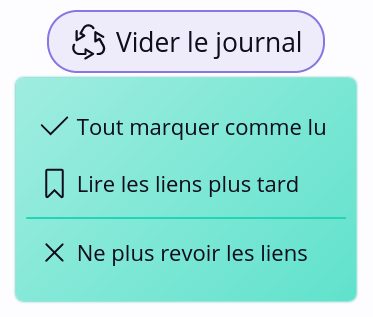 Vider le journal
Tout marquer comme lu
Lire les liens plus tard
Ne plus revoir les liens